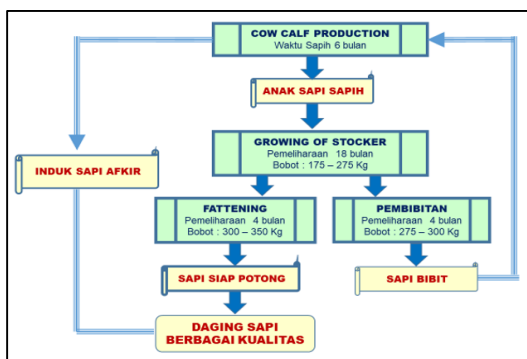 COW CALF PRODUCTION
Waktu Sapih 6 bulan
ANAK SAPI SAPIH
GROWING OF STOCKER
Pemeliharaan 18 bulan
Bobot : 175 – 275 Kg
INDUK SAPI AFKIR
FATTENING
Pemeliharaan 4 bulan
Bobot : 300 – 350 Kg
PEMBIBITAN
Pemeliharaan 4 bulan
Bobot : 275 – 300 Kg
SAPI SIAP POTONG
SAPI BIBIT
DAGING SAPI
BERBAGAI KUALITAS